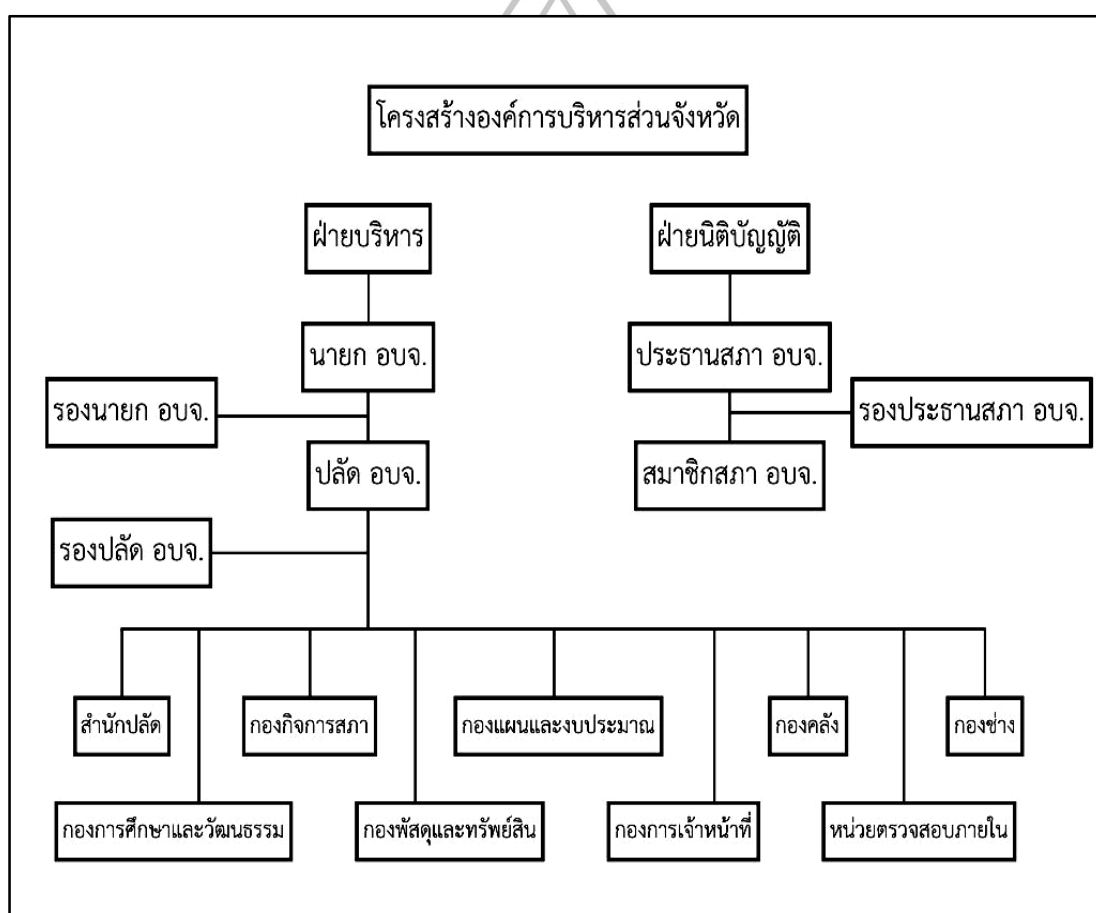 โครงสร้างองค์การบริหารส่วนจังหวัด
ฝ่ายบริหาร
ฝ่ายนิติบัญญัติ
นายก อบจ.
ประธานสภา อบจ.
รองนายก อบจ.
รองประธานสภา อบจ.
ปลัด อบจ.
สมาชิกสภา อบจ.
รองปลัด อบจ.
สำนักปลัด
กองกิจการสภา
กองแผนและงบประมาณ
กองคลัง
กองช่าง
กองการศึกษาและวัฒนธรรม
กองพัสดุและทรัพย์สิน
กองการเจ้าหน้าที่
หน่วยตรวจสอบภายใน